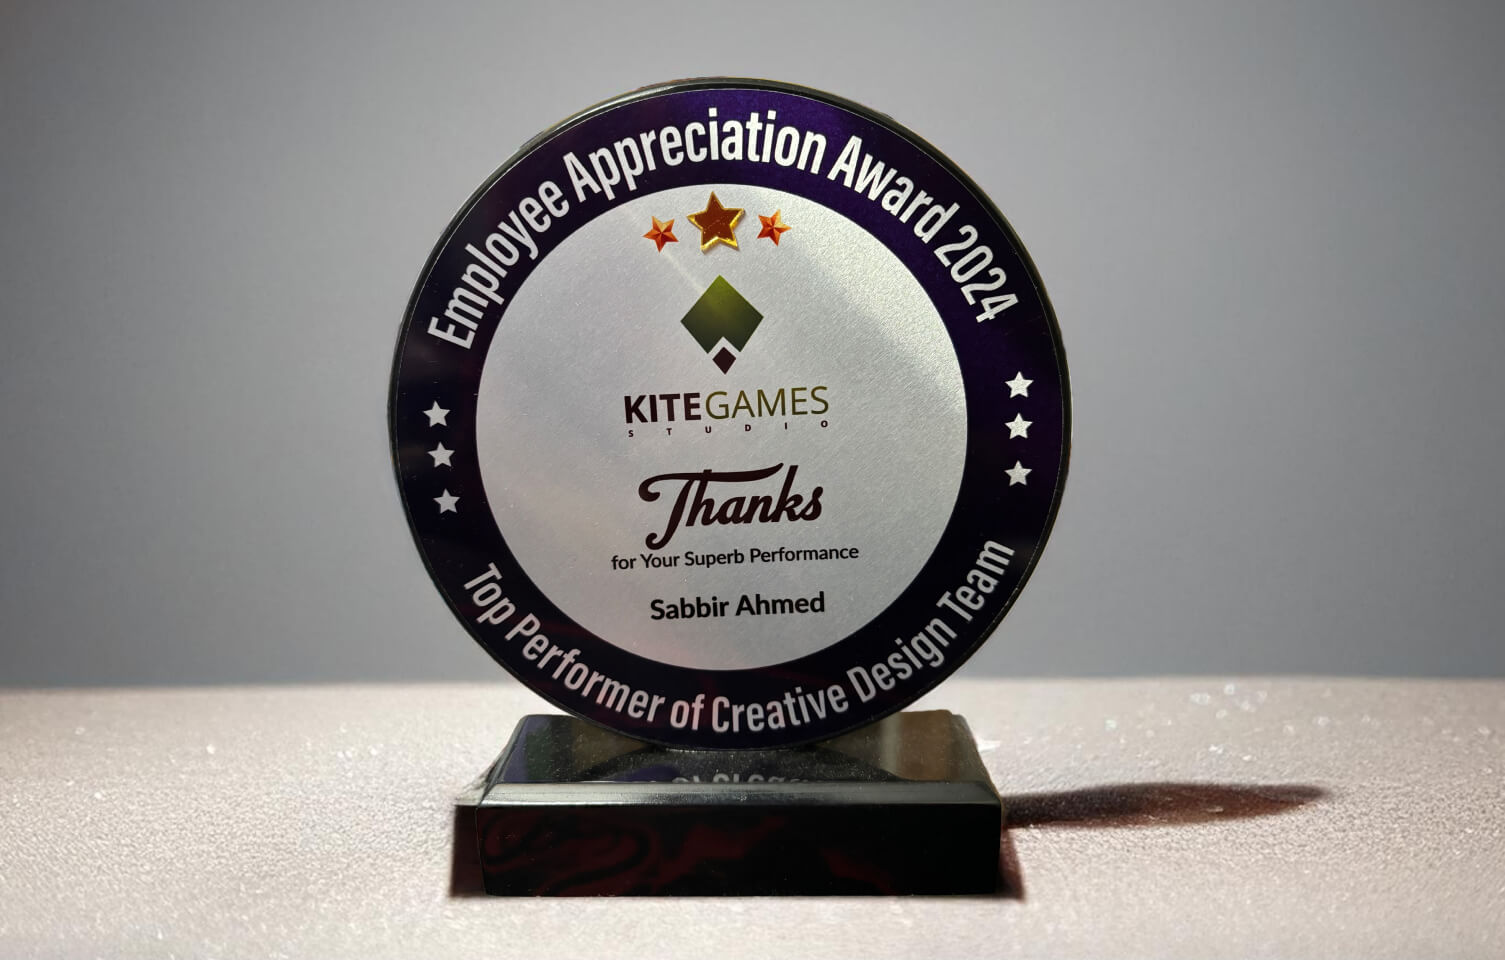 Employee Appreciation Award 2024
KITEGAMES
STUDIO
Thanks
for Your Superb Performance
Sabbir Ahmed
Top Performer of Creative Design Team